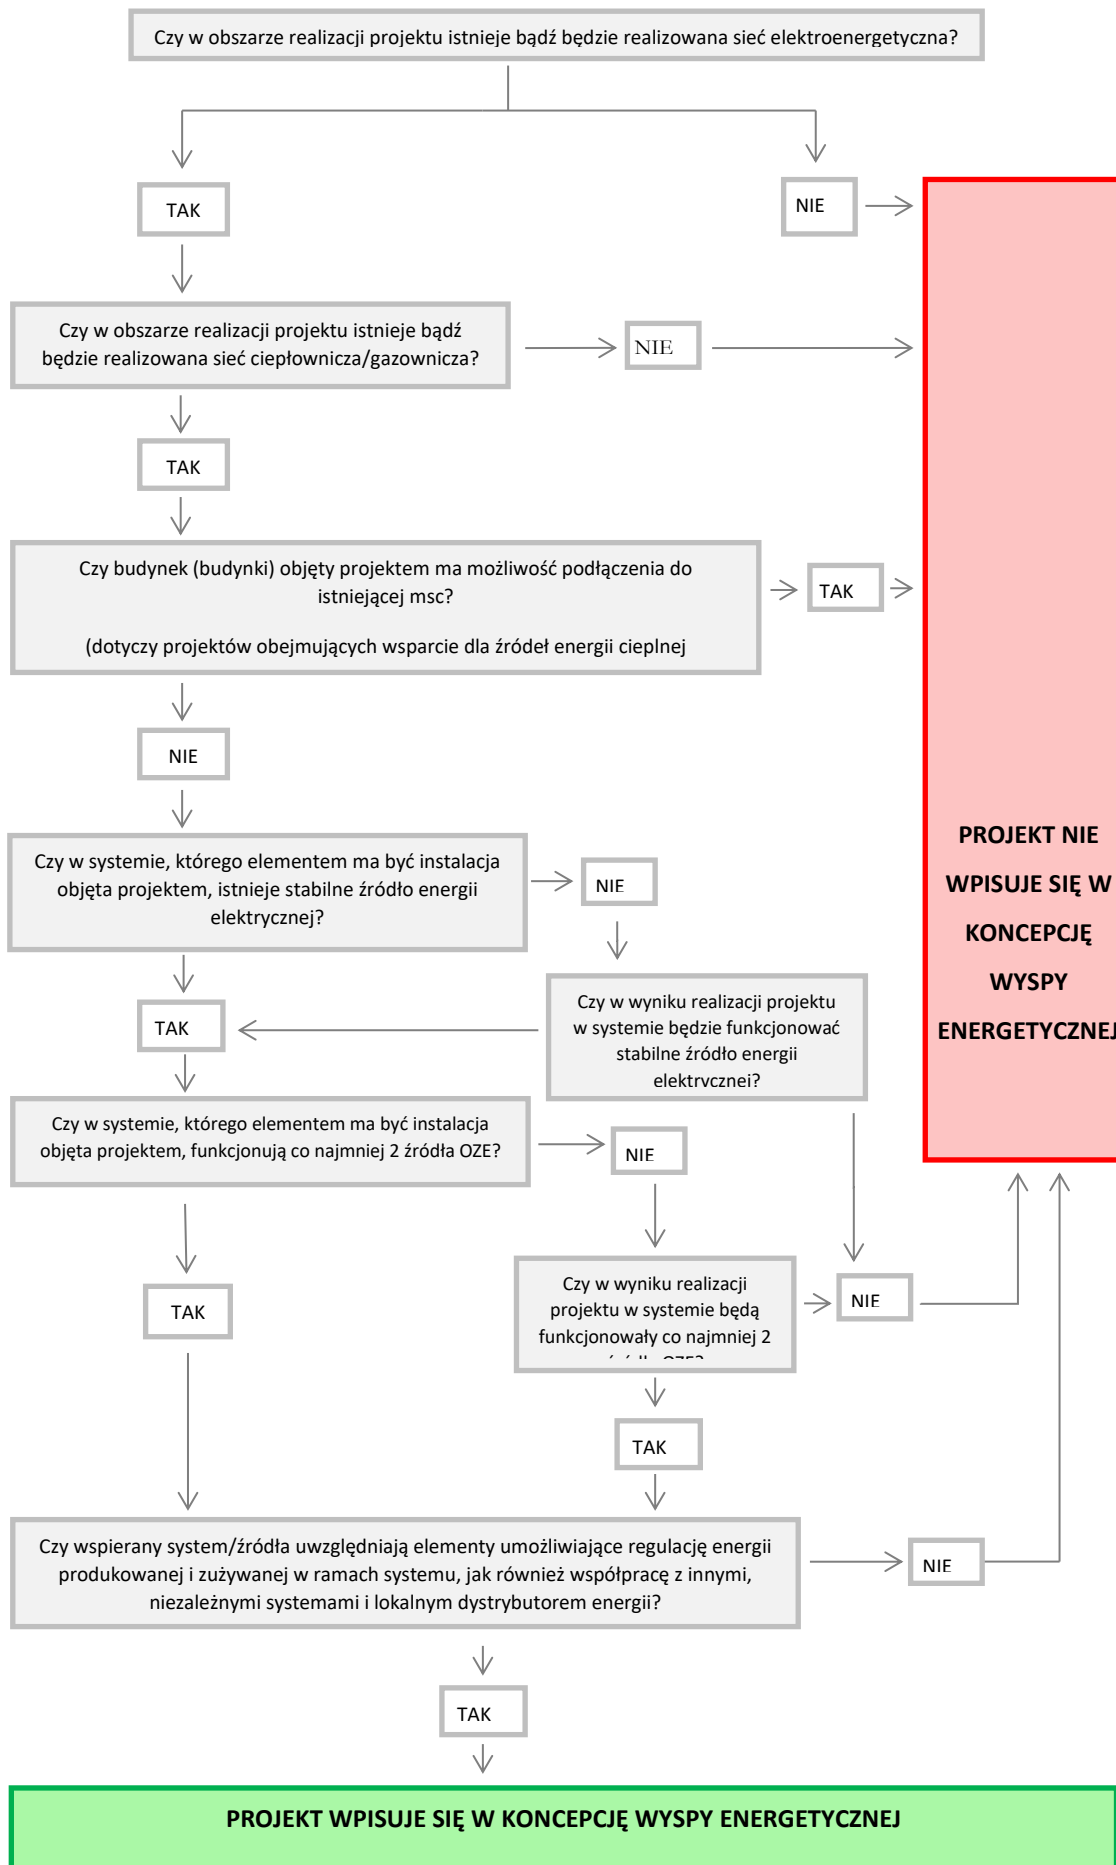 Czy w obszarze realizacji projektu istnieje bądź będzie realizowana sieć elektroenergetyczna?
TAK
NIE
Czy w obszarze realizacji projektu istnieje bądź
będzie realizowana sieć ciepłownicza/gazownicza?
NIE
TAK
Czy budynek (budynki) objęty projektem ma możliwość podłączenia do
istniejącej msc?
(dotyczy projektów obejmujących wsparcie dla źródeł energii cieplnej
TAK
NIE
Czy w systemie, którego elementem ma być instalacja
objęta projektem, istnieje stabilne źródło energii
elektrycznej?
NIE
PROJEKT NIE
WPISUJE SIĘ W
KONCEPCJĘ
WYSPY
ENERGETYCZNEJ
TAK
Czy w wyniku realizacji projektu
w systemie będzie funkcjonować
stabilne źródło energii
elektrycznej?
Czy w systemie, którego elementem ma być instalacja
objęta projektem, funkcjonują co najmniej 2 źródła OZE?
NIE
TAK
Czy w wyniku realizacji
projektu w systemie będą
funkcjonowały co najmniej 2
źródła OZE?
NIE
TAK
Czy wspierany system/źródła uwzględniają elementy umożliwiające regulację energii
produkowanej i zużywanej w ramach systemu, jak również współpracę z innymi,
niezależnymi systemami i lokalnym dystrybutorem energii?
NIE
TAK
PROJEKT WPISUJE SIĘ W KONCEPCJĘ WYSPY ENERGETYCZNEJ